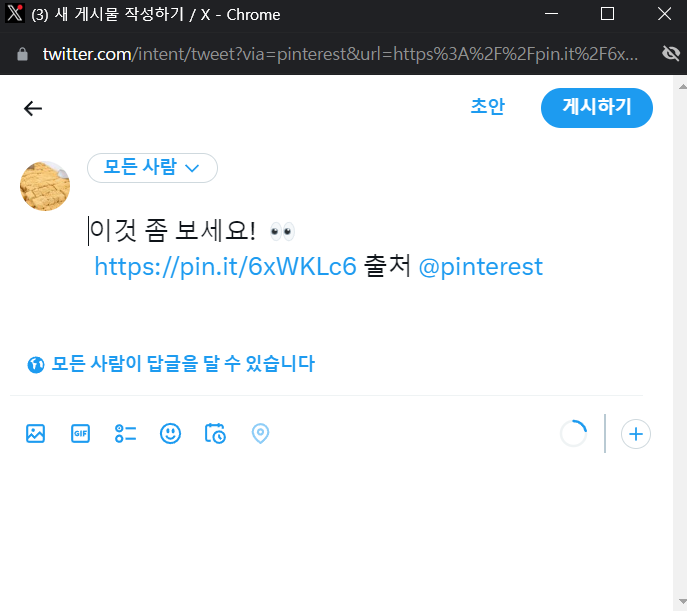 (3) 새 게시물 작성하기 / X - Chrome
twitter.com/intent/tweet?via=pinterest&url=https%3A%2F%2Fpin.it%2F6x...
초안
게시하기
모든 사람
이것 좀 보세요! 👀
https://pin.it/6xWKLc6 출처 @pinterest
모든 사람이 답글을 달 수 있습니다
GIF